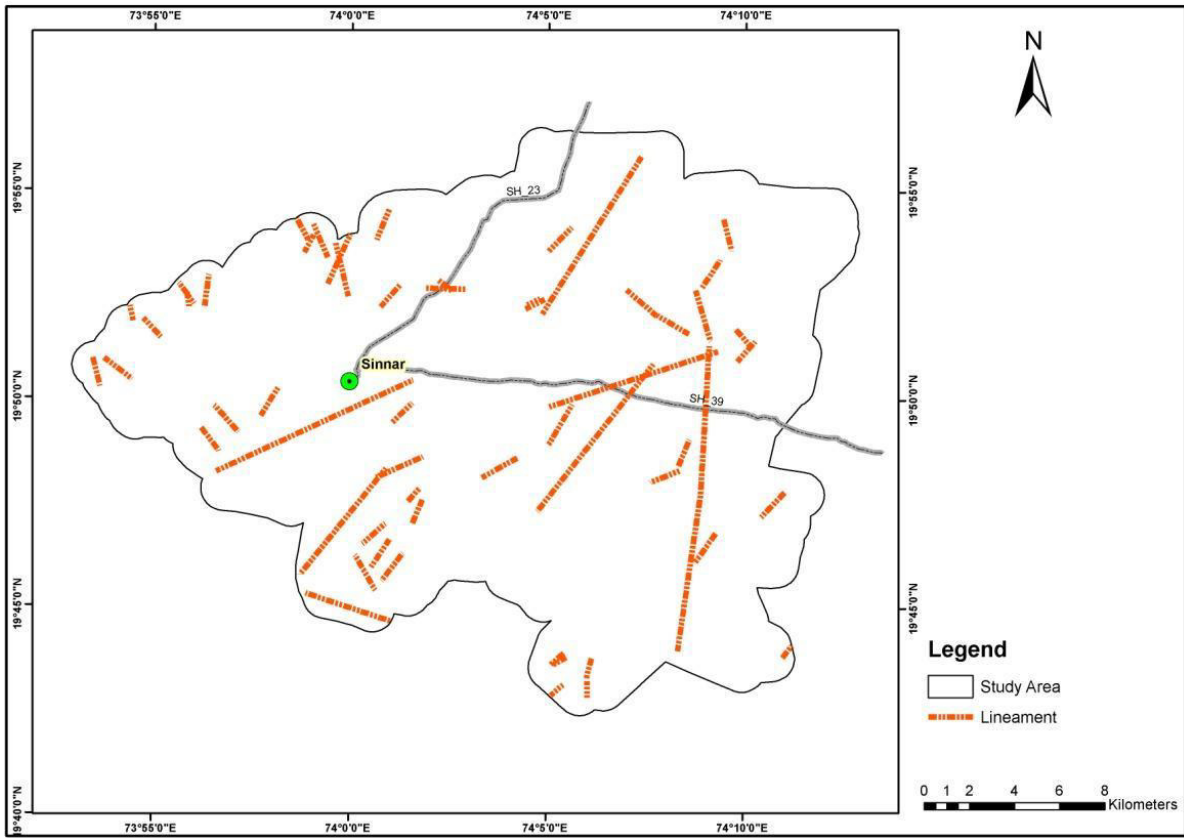 73°55'0"E 74°0'0"E 74°5'0"E 74°10'0"E
N
19°55'0"N 19°55'0"N
SH_23
Sinnar
19°50'0"N 19°50'0"N
SH_39
19°45'0"N 19°45'0"N
Legend
Study Area
Lineament
0 1 2 4 6 8 Kilometers
19°40'0"N
73°55'0"E 74°0'0"E 74°5'0"E 74°10'0"E